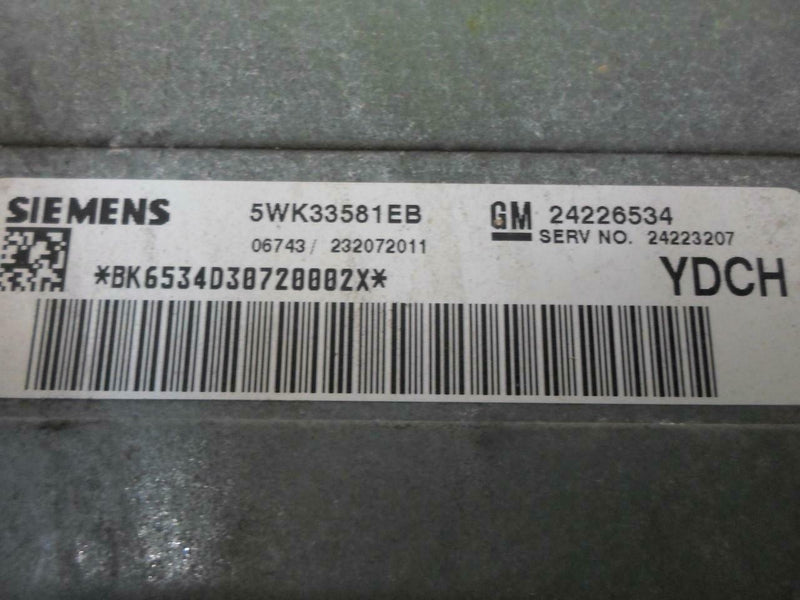 SIEMENS 5WK33581EB GM 24226534
06743/ 232072011 SERV NO. 24223207
*BK6534D30720002X* YDCH